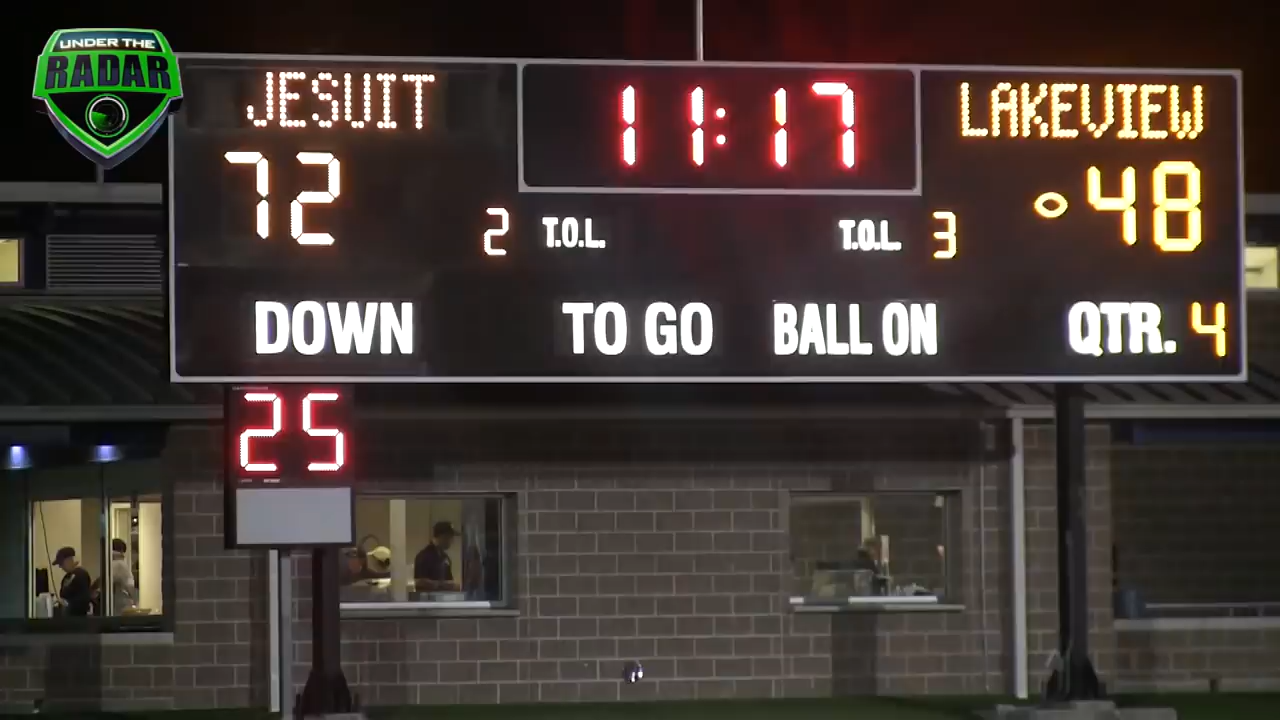 UNDER THE
RADAR
JESUIT
11:17
LAKEVIEW
72
48
2 T.O.L.
T.O.L. 3
DOWN
TO GO
BALL ON
QTR. 4
25